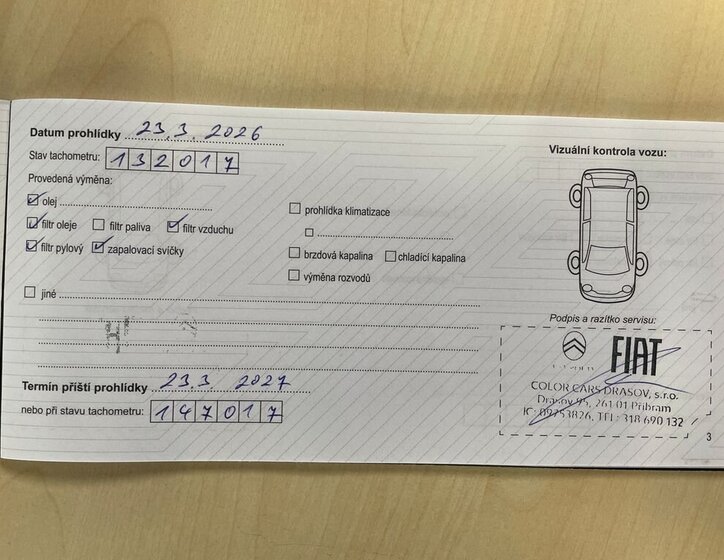 Datum prohlídky 23.3. 2026
Stav tachometru: 132017
Provedená výměna:
olej
filtr oleje filtr paliva filtr vzduchu
filtr pylový zapalovací svíčky
prohlídka klimatizace
brzdová kapalina chladící kapalina
výměna rozvodů
jiné
Termín příští prohlídky 23.3. 2027
nebo při stavu tachometru: 147017
Vizuální kontrola vozu:
Podpis a razítko servisu:
FIAT
COLOR CARS DRASOV, s.r.o.
Drasov 95, 261 01 Příbram
IČ: 09753826, TEL: 318 690 132
3